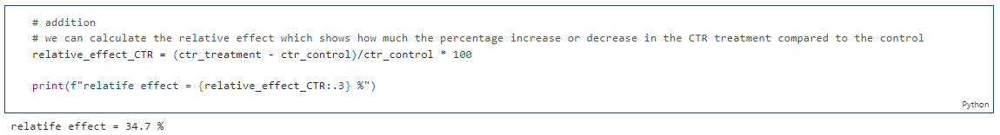 # addition
# we can calculate the relative effect which shows how much the percentage increase or decrease in the CTR treatment compared to the control
relative_effect_CTR = (ctr_treatment - ctr_control)/ctr_control * 100
print(f"relatife effect = {relative_effect_CTR:.3} %")
Python
relatife effect = 34.7 %